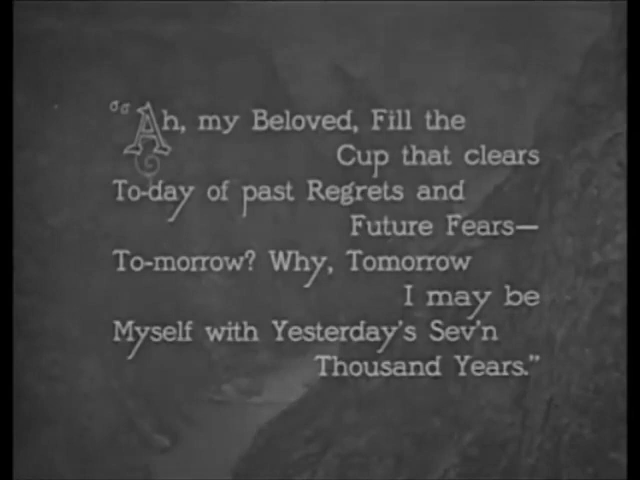 "Ah, my Beloved, Fill the
Cup that clears
To-day of past Regrets and
Future Fears—
To-morrow? Why, Tomorrow
I may be
Myself with Yesterday's Sev'n
Thousand Years."